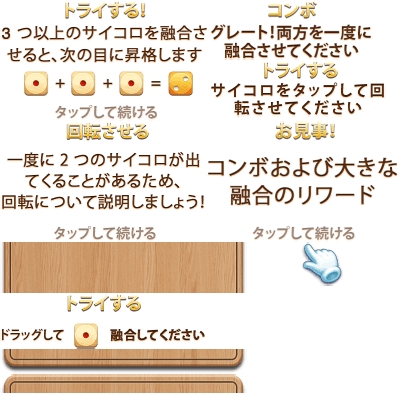 トライする!
3 つ以上のサイコロを融合さ
せると、次の目に昇格します
+ + =
タップして続ける
コンボ
グレート!両方を一度に
融合させてください
トライする
サイコロをタップして回
転させてください
回転させる
一度に 2 つのサイコロが出
てくることがあるため、
回転について説明しましょう!
タップして続ける
お見事!
コンボおよび大きな
融合のリワード
タップして続ける
トライする
ドラッグして 融合してください